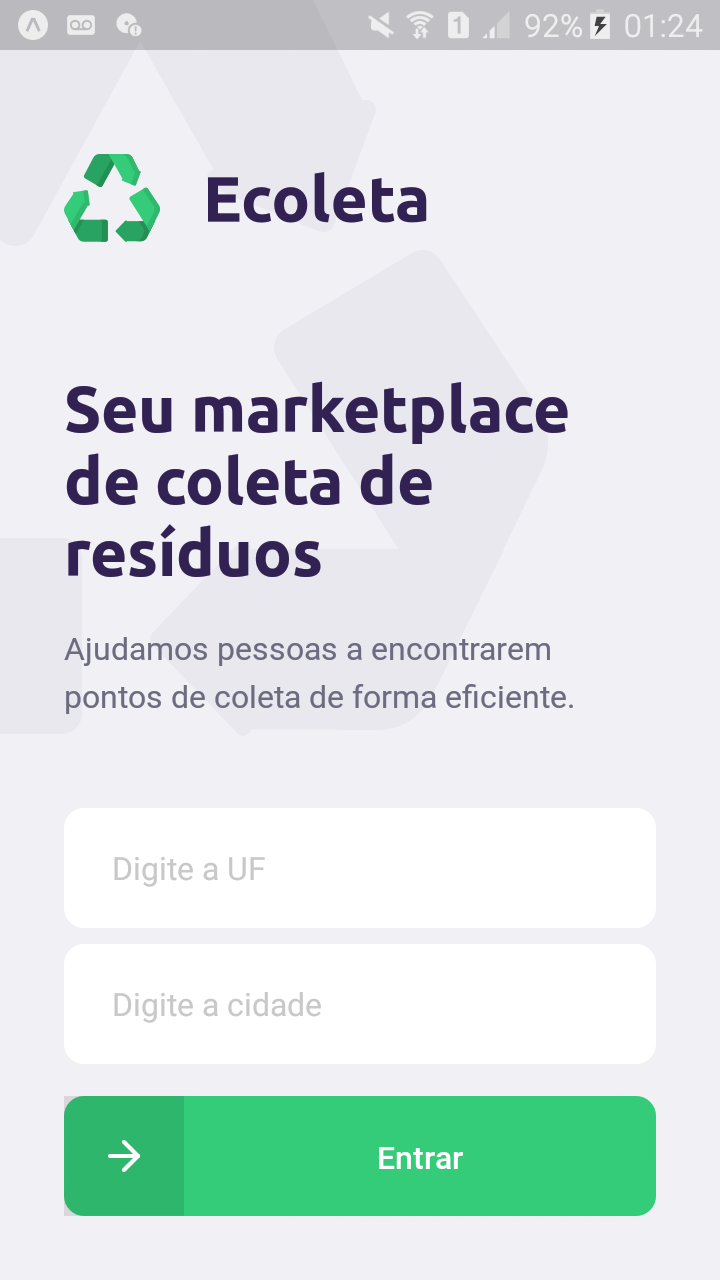 1 92% 01:24
Ecoleta
Seu marketplace
de coleta de
resíduos
Ajudamos pessoas a encontrarem
pontos de coleta de forma eficiente.
Digite a UF
Digite a cidade
Entrar